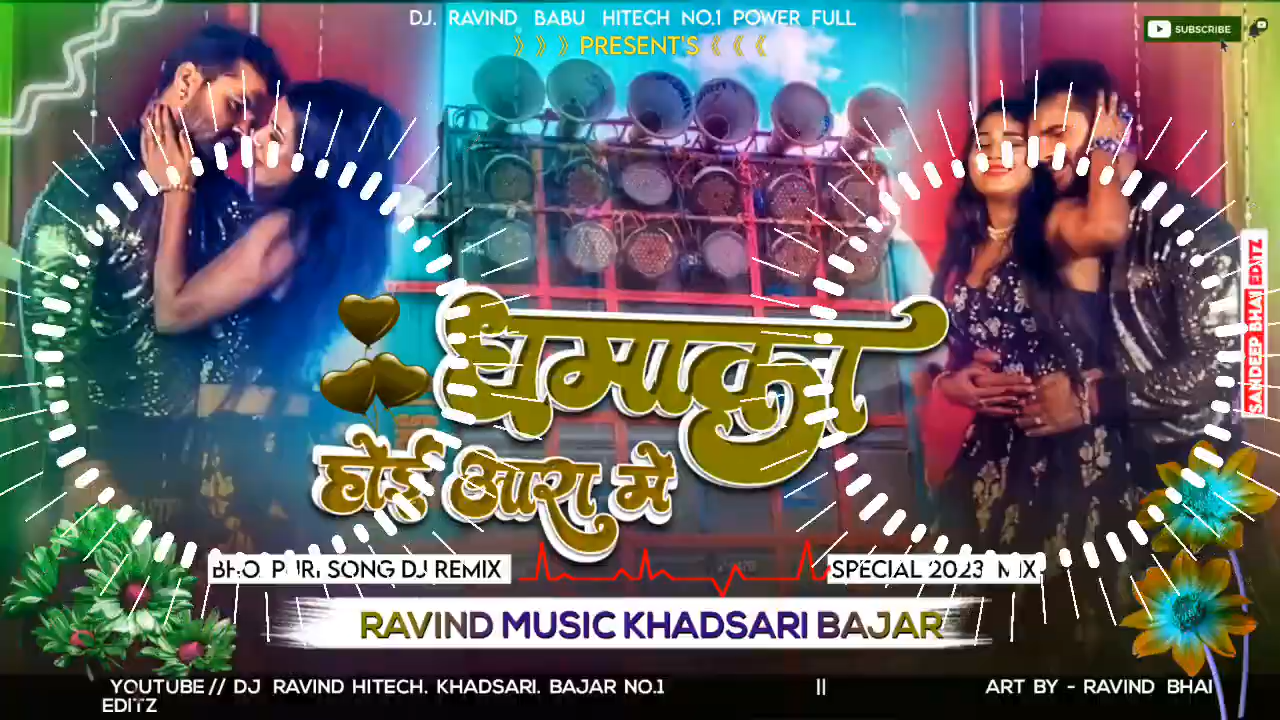 DJ. RAVIND BABU HITECH NO.1 POWER FULL
》》》PRESENT'S《《《
SUBSCRIBE
SANDEEP BHAI EDITZ
धमाका
होई आरा मे
BHOJPURI SONG DJ REMIX
SPECIAL 2023 MIX
RAVIND MUSIC KHADSARI BAJAR
YOUTUBE // DJ RAVIND HITECH. KHADSARI. BAJAR NO.1 || ART BY - RAVIND BHAI
EDITZ